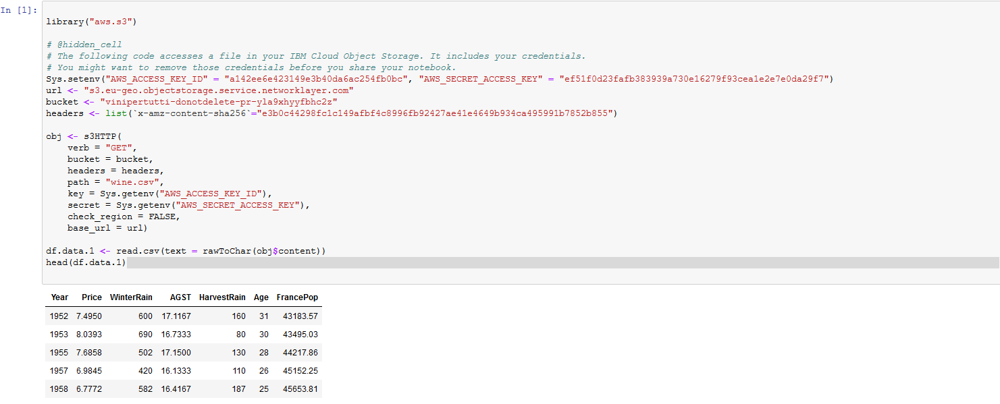 In [1]:
library("aws.s3")
# @hidden_cell
# The following code accesses a file in your IBM Cloud Object Storage. It includes your credentials.
# You might want to remove those credentials before you share your notebook.
Sys.setenv("AWS_ACCESS_KEY_ID" = "a142ee6e423149e3b40da6ac254fb0bc", "AWS_SECRET_ACCESS_KEY" = "ef51f0d23fafb383939a730e16279f93cea1e2e7e0da29f7")
url <- "s3.eu-geo.objectstorage.service.networklayer.com"
bucket <- "vinipertutti-donotdelete-pr-yla9xhyyfbhc2z"
headers <- list(`x-amz-content-sha256`="e3b0c44298fc1c149afbf4c8996fb92427ae41e4649b934ca495991b7852b855")
obj <- s3HTTP(
    verb = "GET",
    bucket = bucket,
    headers = headers,
    path = "wine.csv",
    key = Sys.getenv("AWS_ACCESS_KEY_ID"),
    secret = Sys.getenv("AWS_SECRET_ACCESS_KEY"),
    check_region = FALSE,
    base_url = url)
df.data.1 <- read.csv(text = rawToChar(obj$content))
head(df.data.1)
Year Price WinterRain AGST HarvestRain Age FrancePop
1952 7.4950 600 17.1167 160 31 43183.57
1953 8.0393 690 16.7333 80 30 43495.03
1955 7.6858 502 17.1500 130 28 44217.86
1957 6.9845 420 16.1333 110 26 45152.25
1958 6.7772 582 16.4167 187 25 45653.81